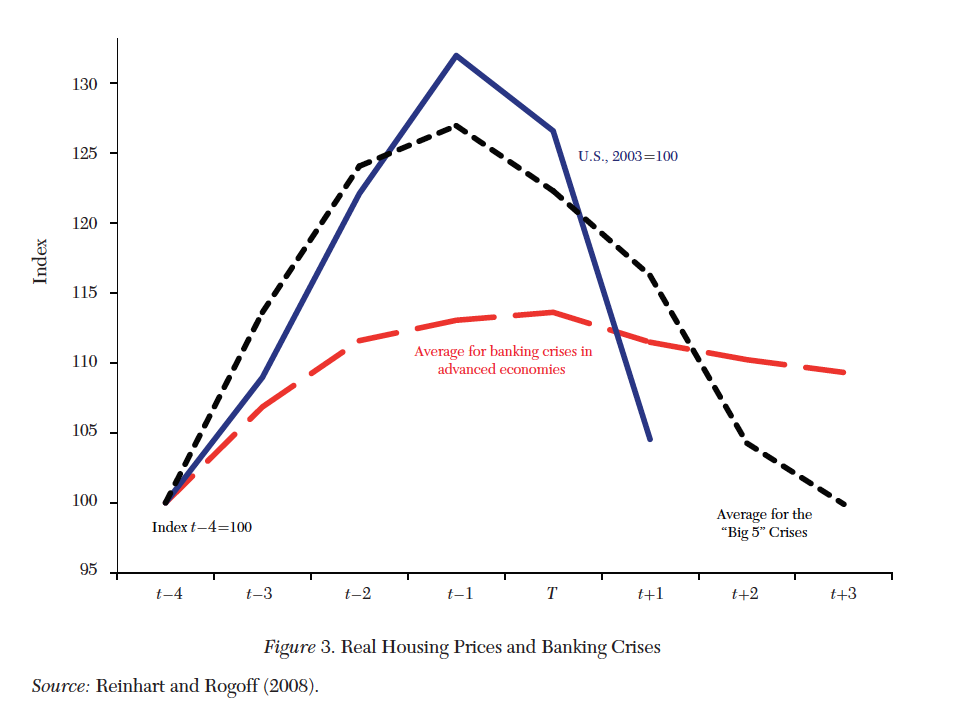 130
125
120
115
110
105
100
95
Index
U.S., 2003=100
Average for banking crises in
advanced economies
Index t−4=100
Average for the
“Big 5” Crises
t−4 t−3 t−2 t−1 T t+1 t+2 t+3
Figure 3. Real Housing Prices and Banking Crises
Source: Reinhart and Rogoff (2008).